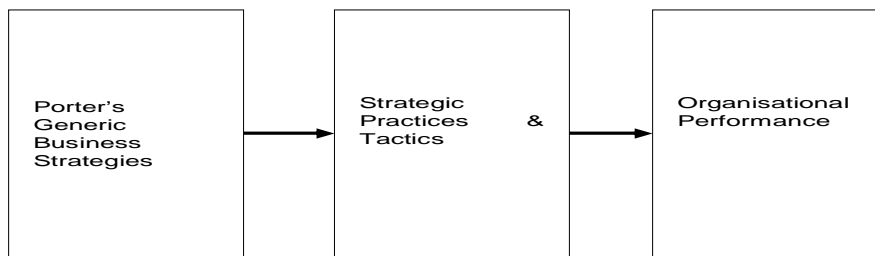 Porter's
Generic
Business
Strategies
Strategic
Practices &
Tactics
Organisational
Performance